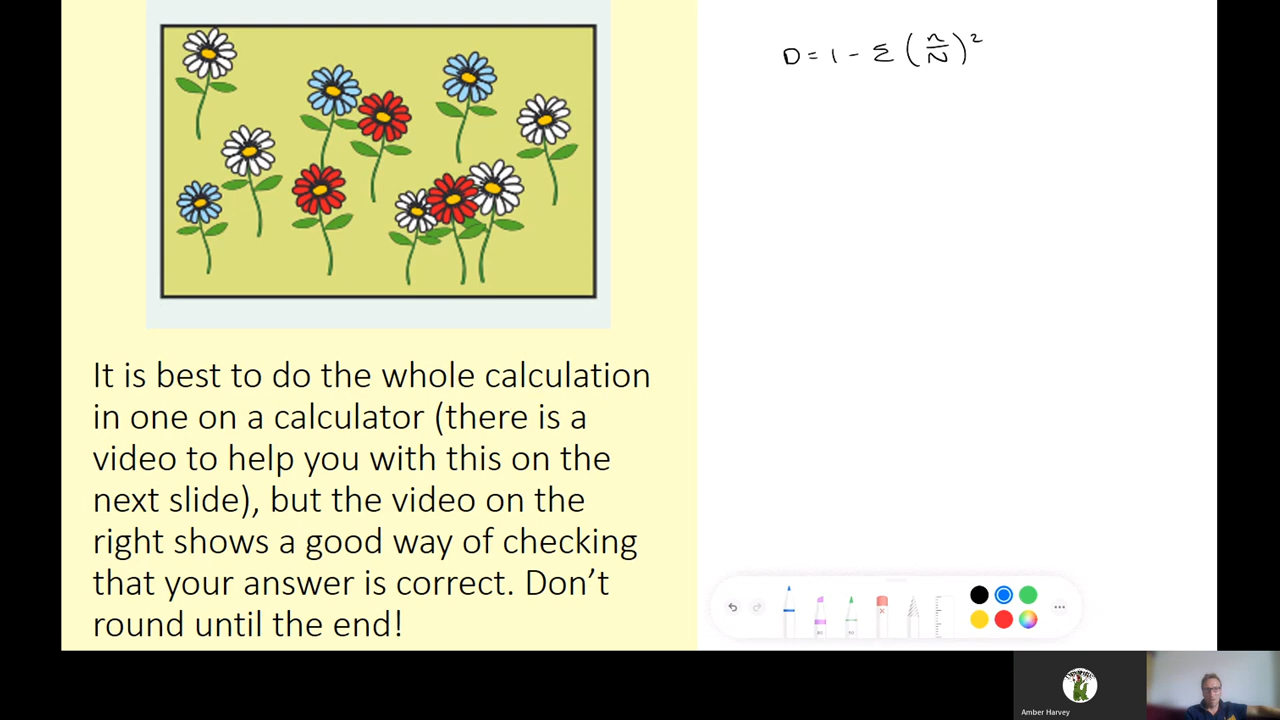 D = 1 - Σ (n/N)²
It is best to do the whole calculation
in one on a calculator (there is a
video to help you with this on the
next slide), but the video on the
right shows a good way of checking
that your answer is correct. Don’t
round until the end!
Amber Harvey